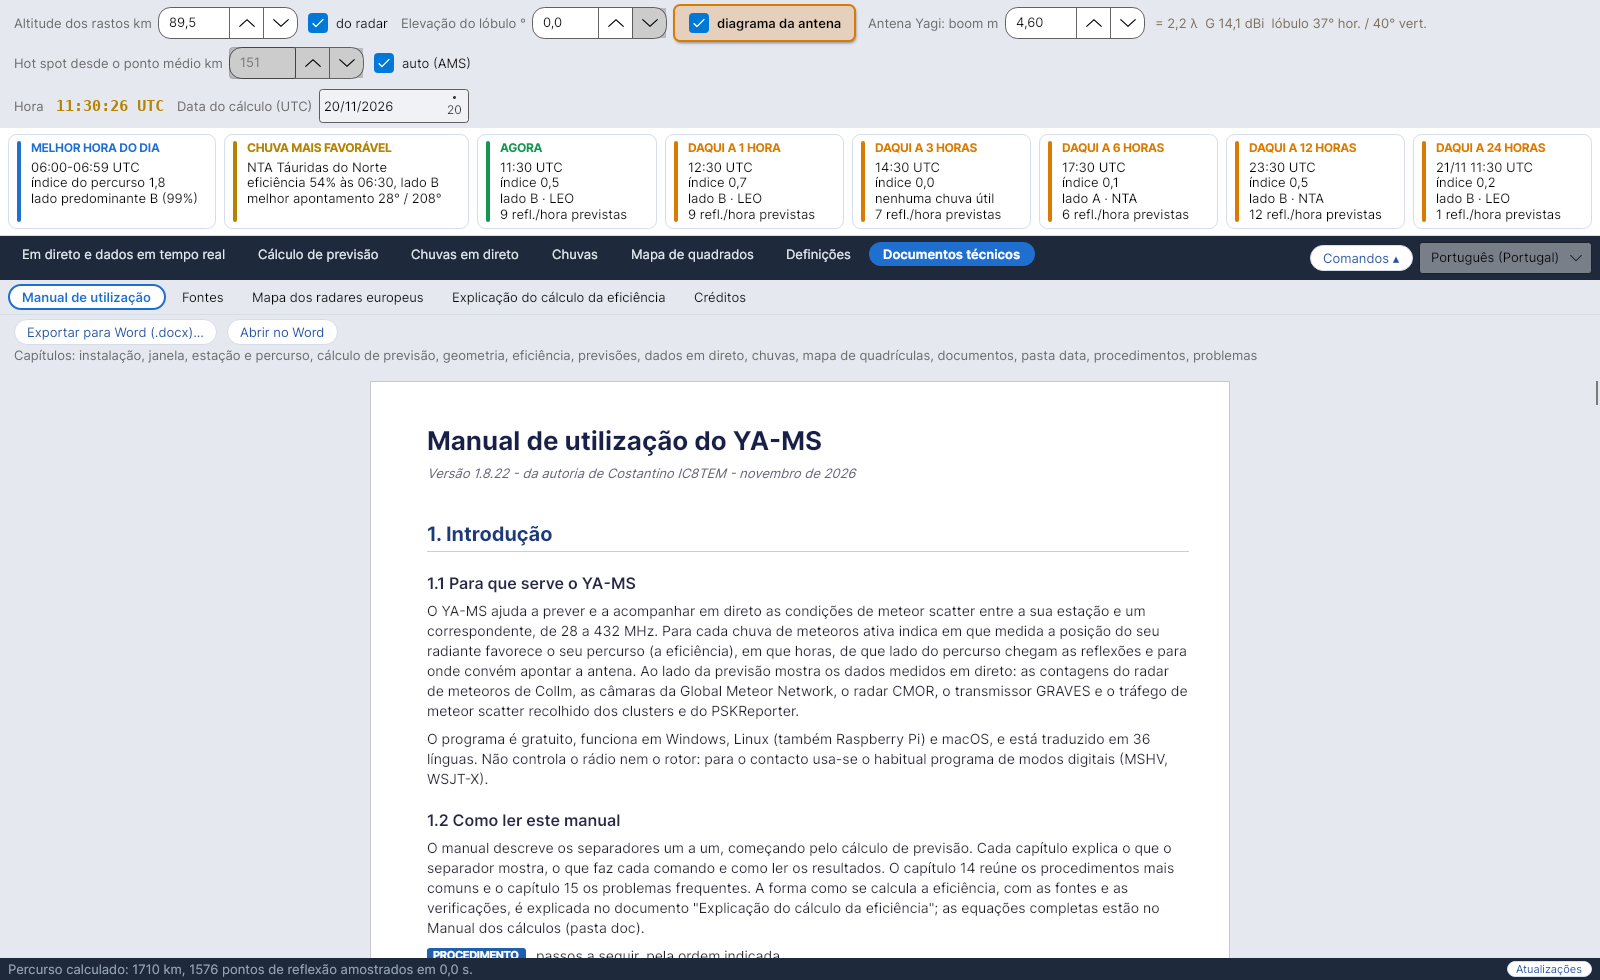 Altitude dos rastos km 89,5 do radar Elevação do lóbulo ° 0,0 diagrama da antena Antena Yagi: boom m 4,60 = 2,2 λ G 14,1 dBi lóbulo 37° hor. / 40° vert.
Hot spot desde o ponto médio km 151 auto (AMS)
Hora 11:30:26 UTC Data do cálculo (UTC) 20/11/2026 20
MELHOR HORA DO DIA
06:00-06:59 UTC
índice do percurso 1,8
lado predominante B (99%)
CHUVA MAIS FAVORÁVEL
NTA Táuridas do Norte
eficiência 54% às 06:30, lado B
melhor apontamento 28° / 208°
AGORA
11:30 UTC
índice 0,5
lado B · LEO
9 refl./hora previstas
DAQUI A 1 HORA
12:30 UTC
índice 0,7
lado B · LEO
9 refl./hora previstas
DAQUI A 3 HORAS
14:30 UTC
índice 0,0
nenhuma chuva útil
7 refl./hora previstas
DAQUI A 6 HORAS
17:30 UTC
índice 0,1
lado A · NTA
6 refl./hora previstas
DAQUI A 12 HORAS
23:30 UTC
índice 0,5
lado B · NTA
12 refl./hora previstas
DAQUI A 24 HORAS
21/11 11:30 UTC
índice 0,2
lado B · LEO
1 refl./hora previstas
Em direto e dados em tempo real Cálculo de previsão Chuvas em direto Chuvas Mapa de quadrados Definições Documentos técnicos Comandos ▴ Português (Portugal)
Manual de utilização Fontes Mapa dos radares europeus Explicação do cálculo da eficiência Créditos
Exportar para Word (.docx)... Abrir no Word
Capítulos: instalação, janela, estação e percurso, cálculo de previsão, geometria, eficiência, previsões, dados em direto, chuvas, mapa de quadrículas, documentos, pasta data, procedimentos, problemas
Manual de utilização do YA-MS
Versão 1.8.22 - da autoria de Costantino IC8TEM - novembro de 2026
1. Introdução
1.1 Para que serve o YA-MS
O YA-MS ajuda a prever e a acompanhar em direto as condições de meteor scatter entre a sua estação e um
correspondente, de 28 a 432 MHz. Para cada chuva de meteoros ativa indica em que medida a posição do seu
radiante favorece o seu percurso (a eficiência), em que horas, de que lado do percurso chegam as reflexões e para
onde convém apontar a antena. Ao lado da previsão mostra os dados medidos em direto: as contagens do radar
de meteoros de Collm, as câmaras da Global Meteor Network, o radar CMOR, o transmissor GRAVES e o tráfego de
meteor scatter recolhido dos clusters e do PSKReporter.
O programa é gratuito, funciona em Windows, Linux (também Raspberry Pi) e macOS, e está traduzido em 36
línguas. Não controla o rádio nem o rotor: para o contacto usa-se o habitual programa de modos digitais (MSHV,
WSJT-X).
1.2 Como ler este manual
O manual descreve os separadores um a um, começando pelo cálculo de previsão. Cada capítulo explica o que o
separador mostra, o que faz cada comando e como ler os resultados. O capítulo 14 reúne os procedimentos mais
comuns e o capítulo 15 os problemas frequentes. A forma como se calcula a eficiência, com as fontes e as
verificações, é explicada no documento "Explicação do cálculo da eficiência"; as equações completas estão no
Manual dos cálculos (pasta doc).
PROCEDIMENTO passos a seguir, pela ordem indicada
Percurso calculado: 1710 km, 1576 pontos de reflexão amostrados em 0,0 s. Atualizações